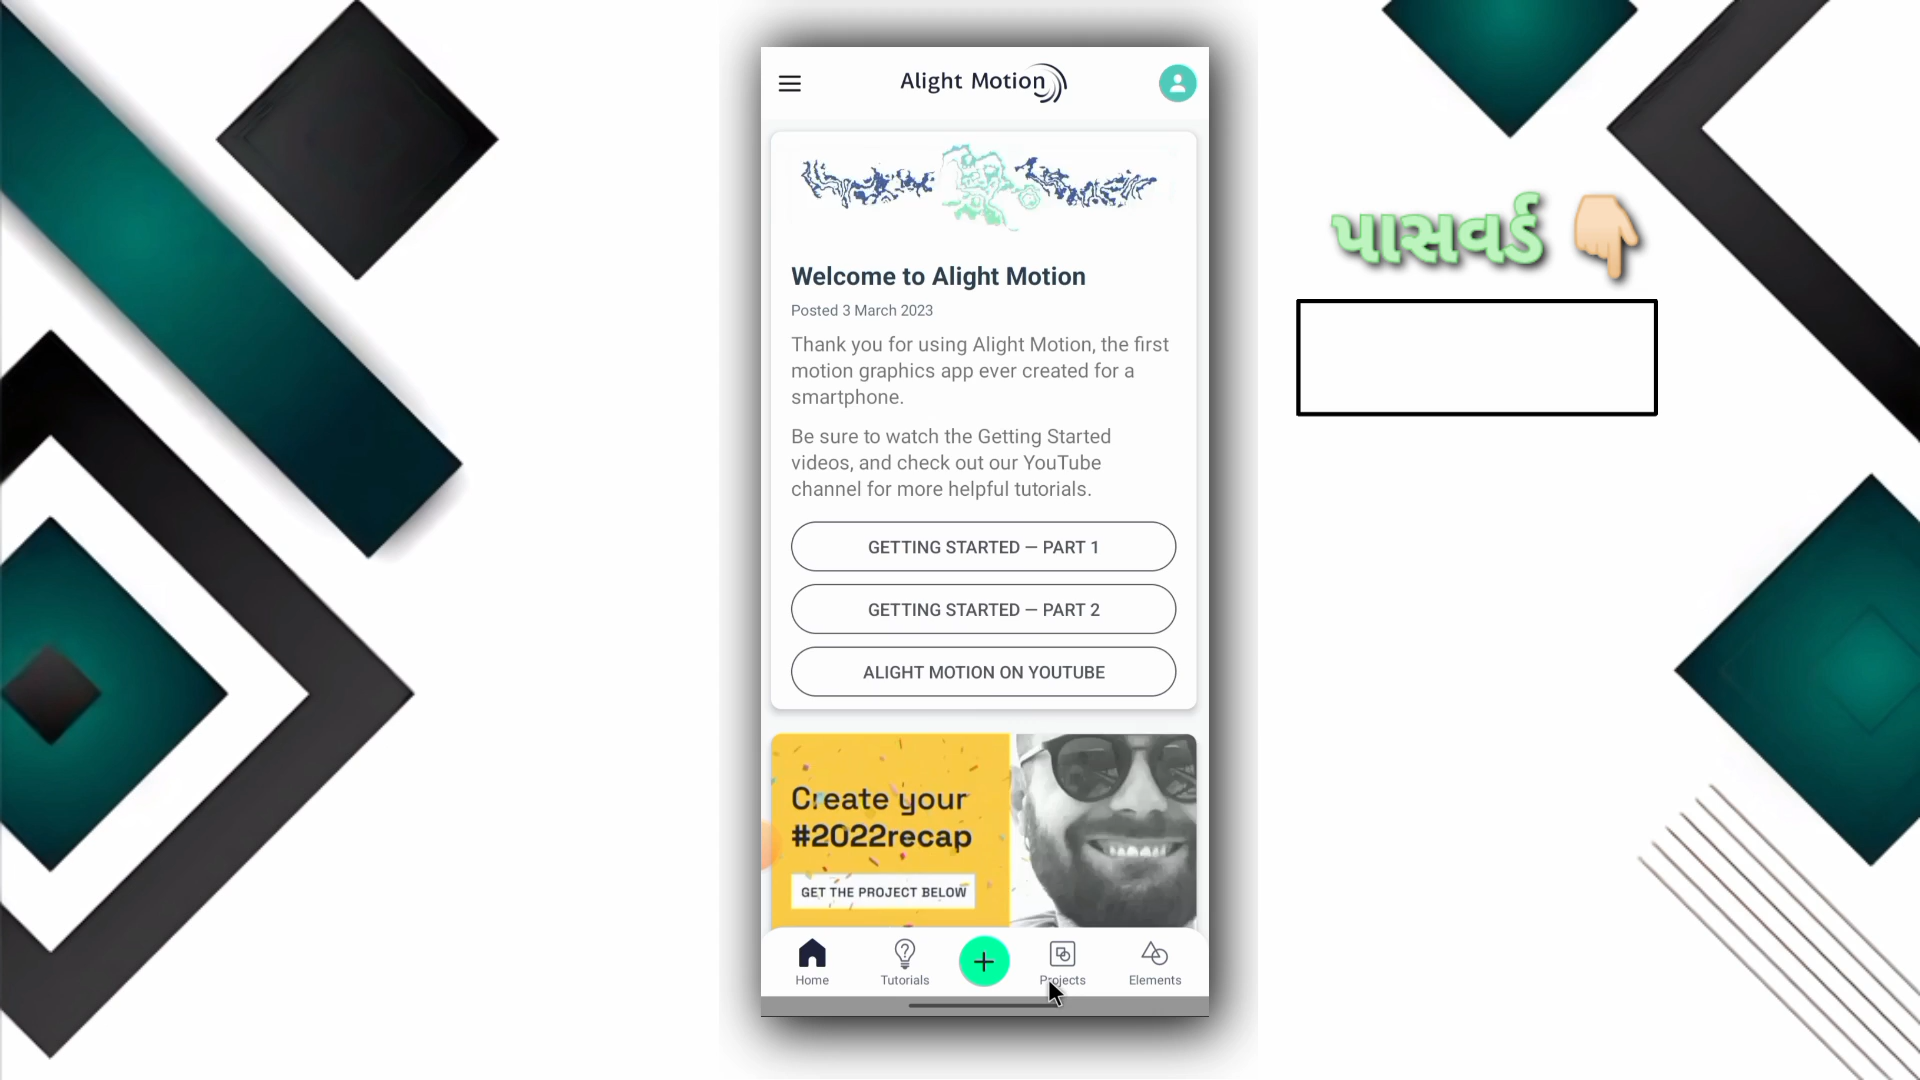 Alight Motion
Welcome to Alight Motion
Posted 3 March 2023
Thank you for using Alight Motion, the first
motion graphics app ever created for a
smartphone.
Be sure to watch the Getting Started
videos, and check out our YouTube
channel for more helpful tutorials.
GETTING STARTED — PART 1
GETTING STARTED — PART 2
ALIGHT MOTION ON YOUTUBE
Create your
#2022recap
GET THE PROJECT BELOW
Home
Tutorials
Projects
Elements
પાસવર્ડ